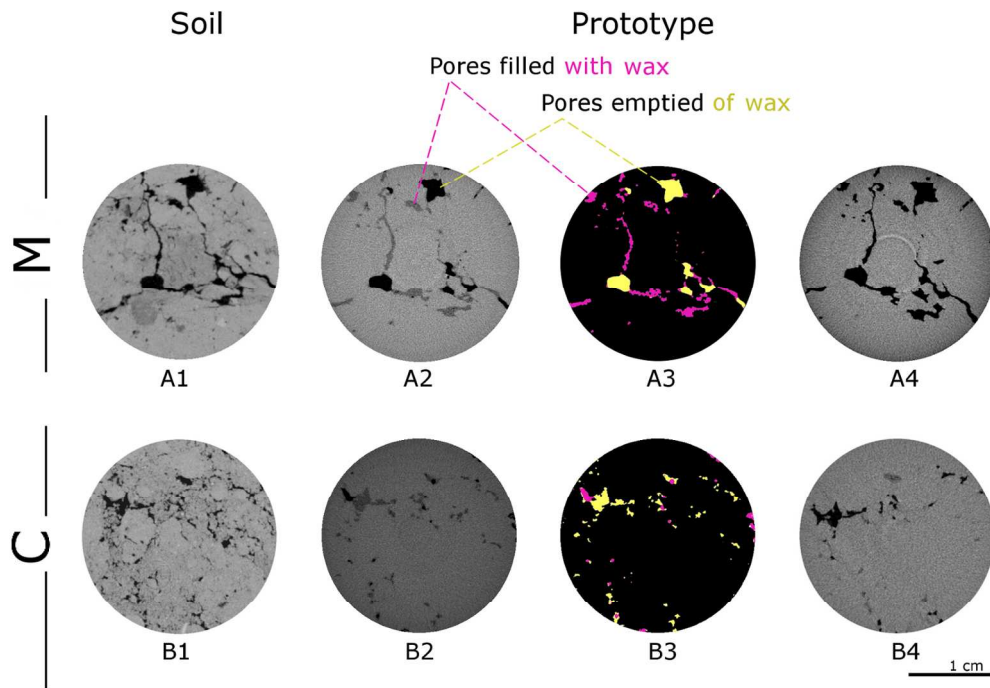 Soil
Prototype
Pores filled with wax
Pores emptied of wax
M
A1
A2
A3
A4
C
B1
B2
B3
B4
1 cm